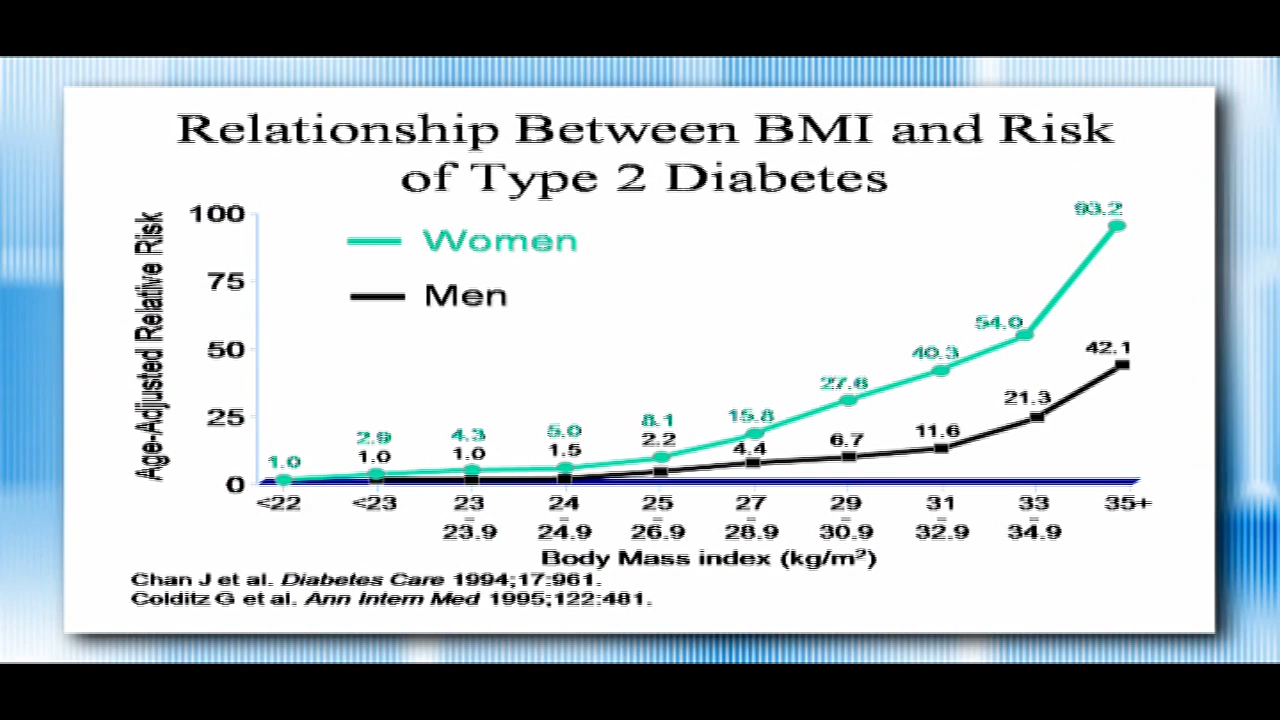 Relationship Between BMI and Risk
of Type 2 Diabetes
Age-Adjusted Relative Risk
100
75
50
25
0
Women
Men
1.0
2.9
4.3
5.0
8.1
15.8
27.6
40.3
54.0
93.2
1.0
1.0
1.5
2.2
4.4
6.7
11.6
21.3
42.1
<22 <23 23 24 25 27 29 31 33 35+
– – – – – – –
23.9 24.9 26.9 28.9 30.9 32.9 34.9
Body Mass index (kg/m²)
Chan J et al. Diabetes Care 1994;17:961.
Colditz G et al. Ann Intern Med 1995;122:481.